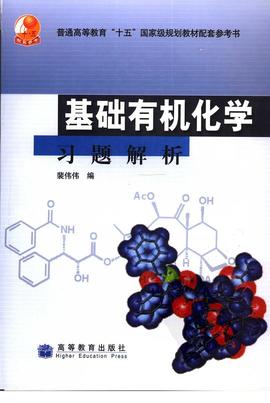 普通高等教育“十五”国家级规划教材配套参考书
基础有机化学
习题解析
裴伟伟 编
AcO
O
OH
O
NH
O
O
OH
高等教育出版社
Higher Education Press